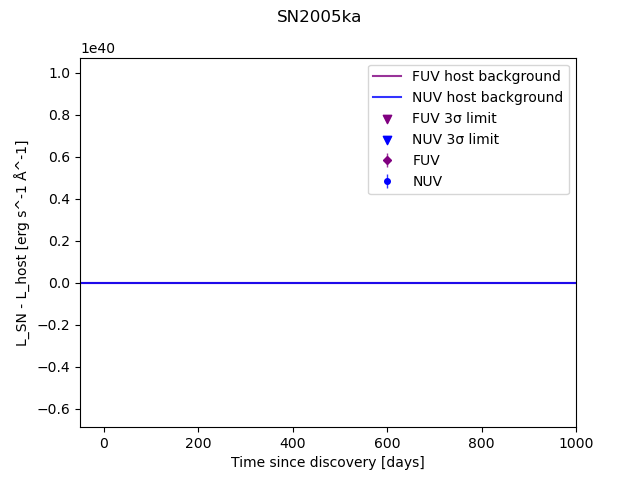 SN2005ka
1e40
1.0
0.8
0.6
0.4
0.2
0.0
−0.2
−0.4
−0.6
L_SN - L_host [erg s^-1 Å^-1]
FUV host background
NUV host background
FUV 3σ limit
NUV 3σ limit
FUV
NUV
0 200 400 600 800 1000
Time since discovery [days]